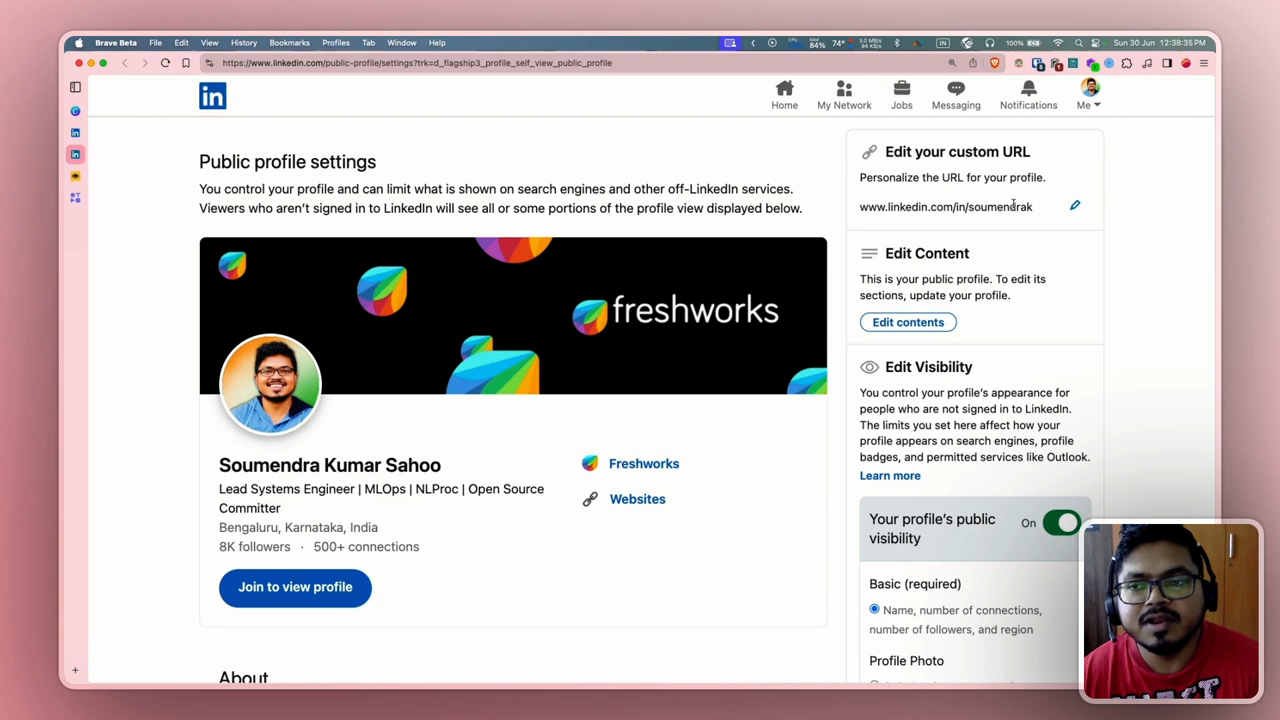 Brave Beta File Edit View History Bookmarks Profiles Tab Window Help
84% 74° IN 100% Sun 30 Jun 12:38:35 PM
https://www.linkedin.com/public-profile/settings?trk=d_flagship3_profile_self_view_public_profile
in
Home My Network Jobs Messaging Notifications Me
Public profile settings
You control your profile and can limit what is shown on search engines and other off-LinkedIn services.
Viewers who aren’t signed in to LinkedIn will see all or some portions of the profile view displayed below.
freshworks
Soumendra Kumar Sahoo
Lead Systems Engineer | MLOps | NLProc | Open Source
Committer
Bengaluru, Karnataka, India
8K followers · 500+ connections
Freshworks
Websites
Join to view profile
About
Edit your custom URL
Personalize the URL for your profile.
www.linkedin.com/in/soumendrak
Edit Content
This is your public profile. To edit its
sections, update your profile.
Edit contents
Edit Visibility
You control your profile’s appearance for
people who are not signed in to LinkedIn.
The limits you set here affect how your
profile appears on search engines, profile
badges, and permitted services like Outlook.
Learn more
Your profile’s public
visibility
On
Basic (required)
Name, number of connections,
number of followers, and region
Profile Photo